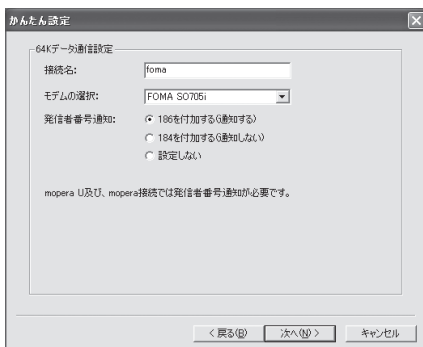 かんたん設定
64Kデータ通信設定
接続名: foma
モデムの選択: FOMA SO705i
発信者番号通知: 186を付加する(通知する)
184を付加する(通知しない)
設定しない
mopera U及び、mopera接続では発信者番号通知が必要です。
< 戻る(B) 次へ(N) > キャンセル